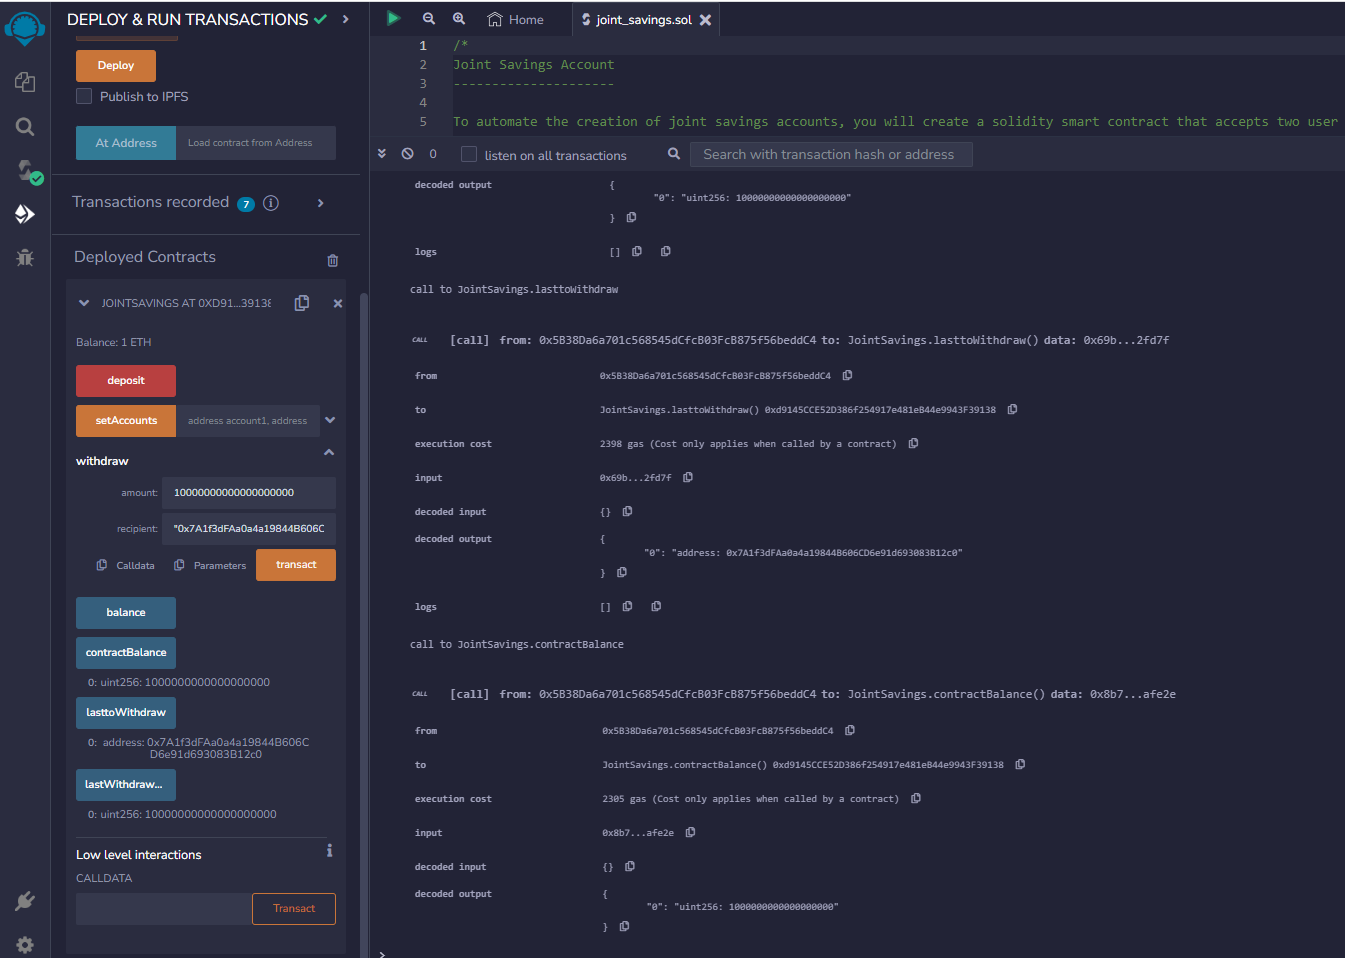 DEPLOY & RUN TRANSACTIONS
Deploy
Publish to IPFS
At Address
Load contract from Address
Transactions recorded 7
Deployed Contracts
JOINTSAVINGS AT 0XD91...39138
Balance: 1 ETH
deposit
setAccounts
address account1, address
withdraw
amount: 10000000000000000000
recipient: "0x7A1f3dFAa0a4a19844B606C
Calldata
Parameters
transact
balance
contractBalance
0: uint256: 1000000000000000000
lasttoWithdraw
0: address: 0x7A1f3dFAa0a4a19844B606C
D6e91d693083B12c0
lastWithdraw...
0: uint256: 10000000000000000000
Low level interactions
CALLDATA
Transact
Home
joint_savings.sol
1 /*
2 Joint Savings Account
3 ---------------------
4
5 To automate the creation of joint savings accounts, you will create a solidity smart contract that accepts two user
0
listen on all transactions
Search with transaction hash or address
decoded output {
"0": "uint256: 10000000000000000000"
}
logs []
call to JointSavings.lasttoWithdraw
CALL [call] from: 0x5B38Da6a701c568545dCfcB03FcB875f56beddC4 to: JointSavings.lasttoWithdraw() data: 0x69b...2fd7f
from 0x5B38Da6a701c568545dCfcB03FcB875f56beddC4
to JointSavings.lasttoWithdraw() 0xd9145CCE52D386f254917e481eB44e9943F39138
execution cost 2398 gas (Cost only applies when called by a contract)
input 0x69b...2fd7f
decoded input {}
decoded output {
"0": "address: 0x7A1f3dFAa0a4a19844B606CD6e91d693083B12c0"
}
logs []
call to JointSavings.contractBalance
CALL [call] from: 0x5B38Da6a701c568545dCfcB03FcB875f56beddC4 to: JointSavings.contractBalance() data: 0x8b7...afe2e
from 0x5B38Da6a701c568545dCfcB03FcB875f56beddC4
to JointSavings.contractBalance() 0xd9145CCE52D386f254917e481eB44e9943F39138
execution cost 2305 gas (Cost only applies when called by a contract)
input 0x8b7...afe2e
decoded input {}
decoded output {
"0": "uint256: 1000000000000000000"
}
>